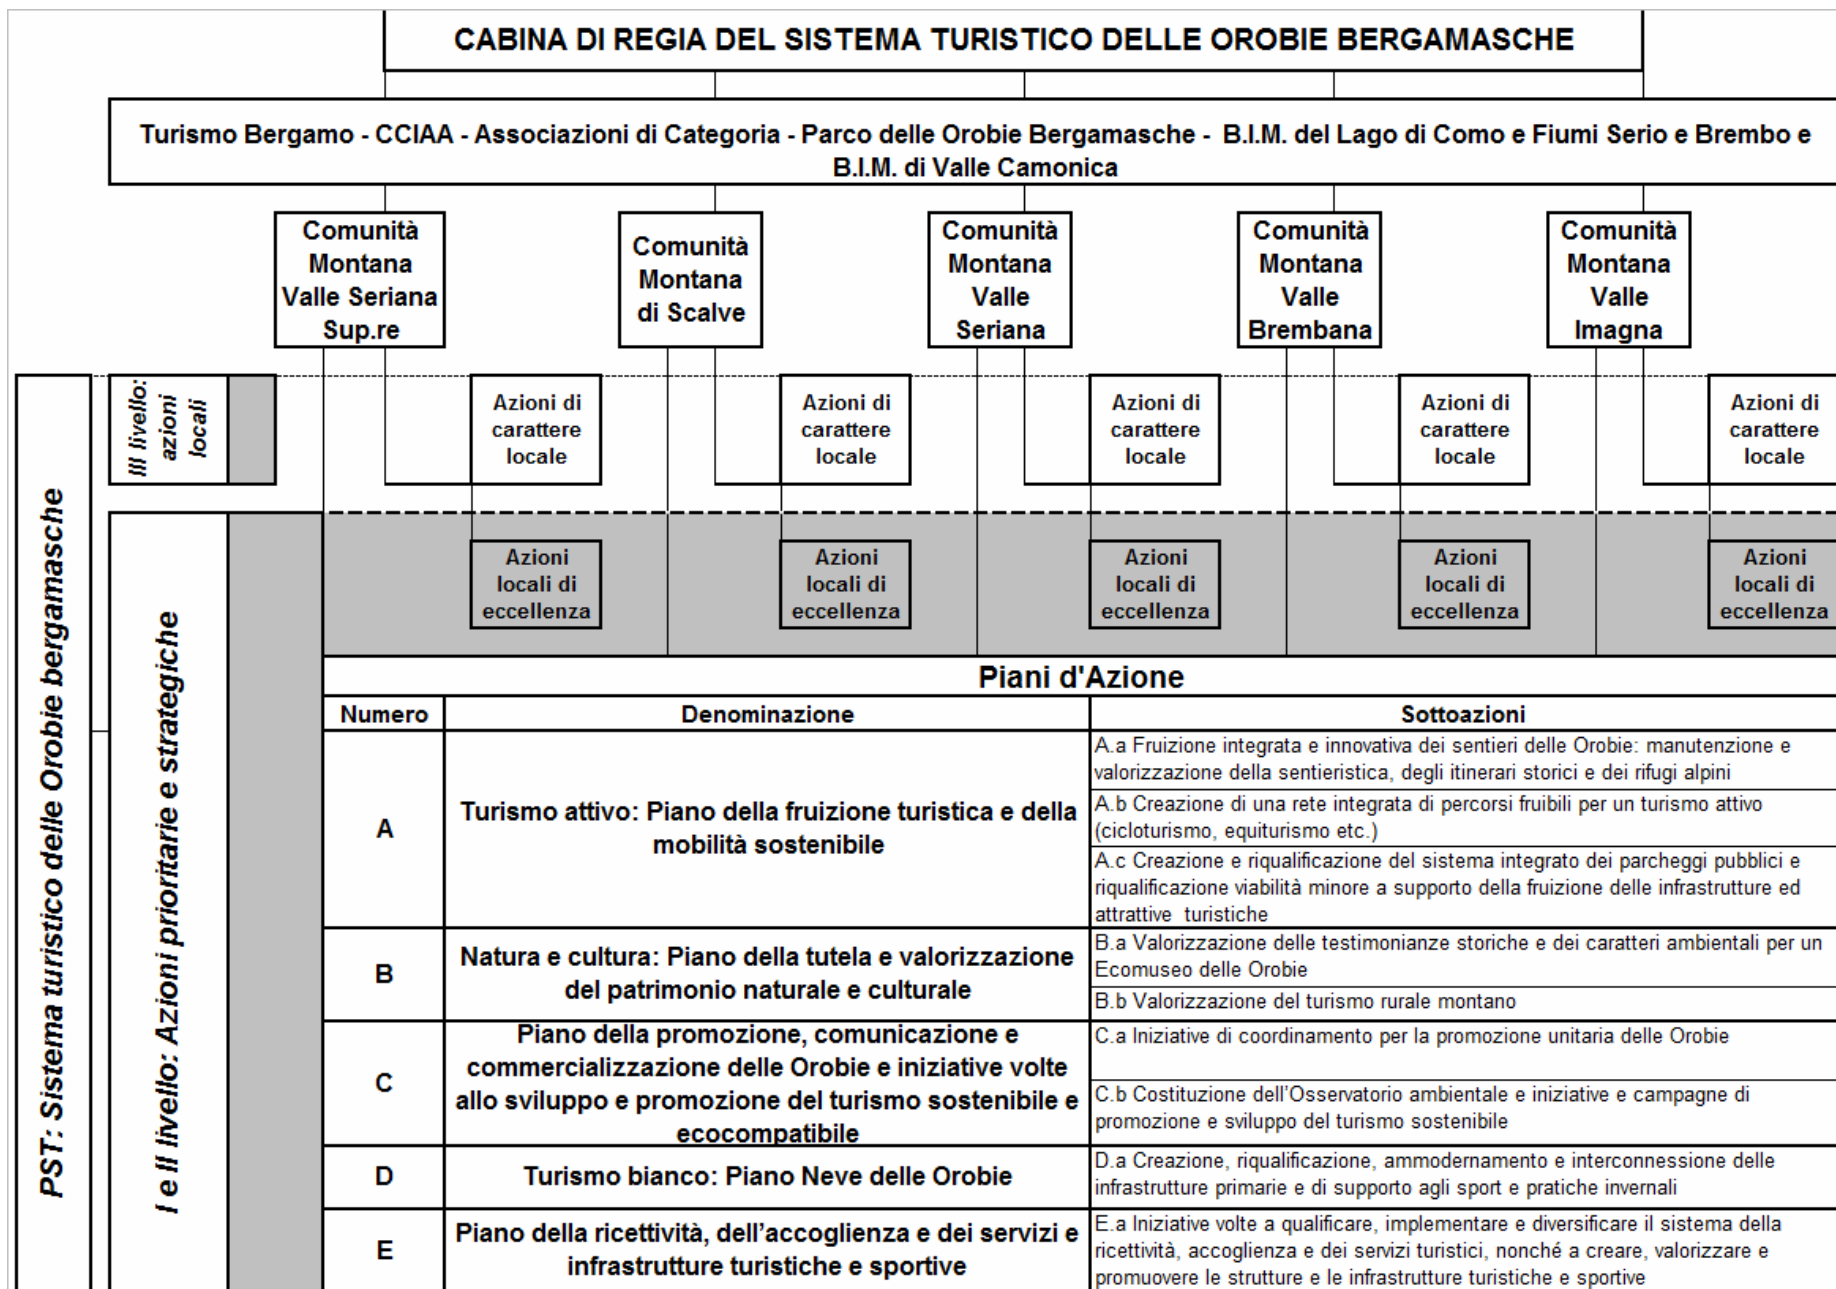 CABINA DI REGIA DEL SISTEMA TURISTICO DELLE OROBIE BERGAMASCHE
Turismo Bergamo - CCIAA - Associazioni di Categoria - Parco delle Orobie Bergamasche - B.I.M. del Lago di Como e Fiumi Serio e Brembo e
B.I.M. di Valle Camonica
Comunità
Montana
Valle Seriana
Sup.re
Comunità
Montana
di Scalve
Comunità
Montana
Valle
Seriana
Comunità
Montana
Valle
Brembana
Comunità
Montana
Valle
Imagna
PST: Sistema turistico delle Orobie bergamasche
III livello:
azioni
locali
Azioni di
carattere
locale
Azioni di
carattere
locale
Azioni di
carattere
locale
Azioni di
carattere
locale
Azioni di
carattere
locale
I e II livello: Azioni prioritarie e strategiche
Azioni
locali di
eccellenza
Azioni
locali di
eccellenza
Azioni
locali di
eccellenza
Azioni
locali di
eccellenza
Azioni
locali di
eccellenza
Piani d'Azione
Numero
Denominazione
Sottoazioni
A
Turismo attivo: Piano della fruizione turistica e della
mobilità sostenibile
A.a Fruizione integrata e innovativa dei sentieri delle Orobie: manutenzione e
valorizzazione della sentieristica, degli itinerari storici e dei rifugi alpini
A.b Creazione di una rete integrata di percorsi fruibili per un turismo attivo
(cicloturismo, equiturismo etc.)
A.c Creazione e riqualificazione del sistema integrato dei parcheggi pubblici e
riqualificazione viabilità minore a supporto della fruizione delle infrastrutture ed
attrattive turistiche
B
Natura e cultura: Piano della tutela e valorizzazione
del patrimonio naturale e culturale
B.a Valorizzazione delle testimonianze storiche e dei caratteri ambientali per un
Ecomuseo delle Orobie
B.b Valorizzazione del turismo rurale montano
C
Piano della promozione, comunicazione e
commercializzazione delle Orobie e iniziative volte
allo sviluppo e promozione del turismo sostenibile e
ecocompatibile
C.a Iniziative di coordinamento per la promozione unitaria delle Orobie
C.b Costituzione dell'Osservatorio ambientale e iniziative e campagne di
promozione e sviluppo del turismo sostenibile
D
Turismo bianco: Piano Neve delle Orobie
D.a Creazione, riqualificazione, ammodernamento e interconnessione delle
infrastrutture primarie e di supporto agli sport e pratiche invernali
E
Piano della ricettività, dell'accoglienza e dei servizi e
infrastrutture turistiche e sportive
E.a Iniziative volte a qualificare, implementare e diversificare il sistema della
ricettività, accoglienza e dei servizi turistici, nonché a creare, valorizzare e
promuovere le strutture e le infrastrutture turistiche e sportive